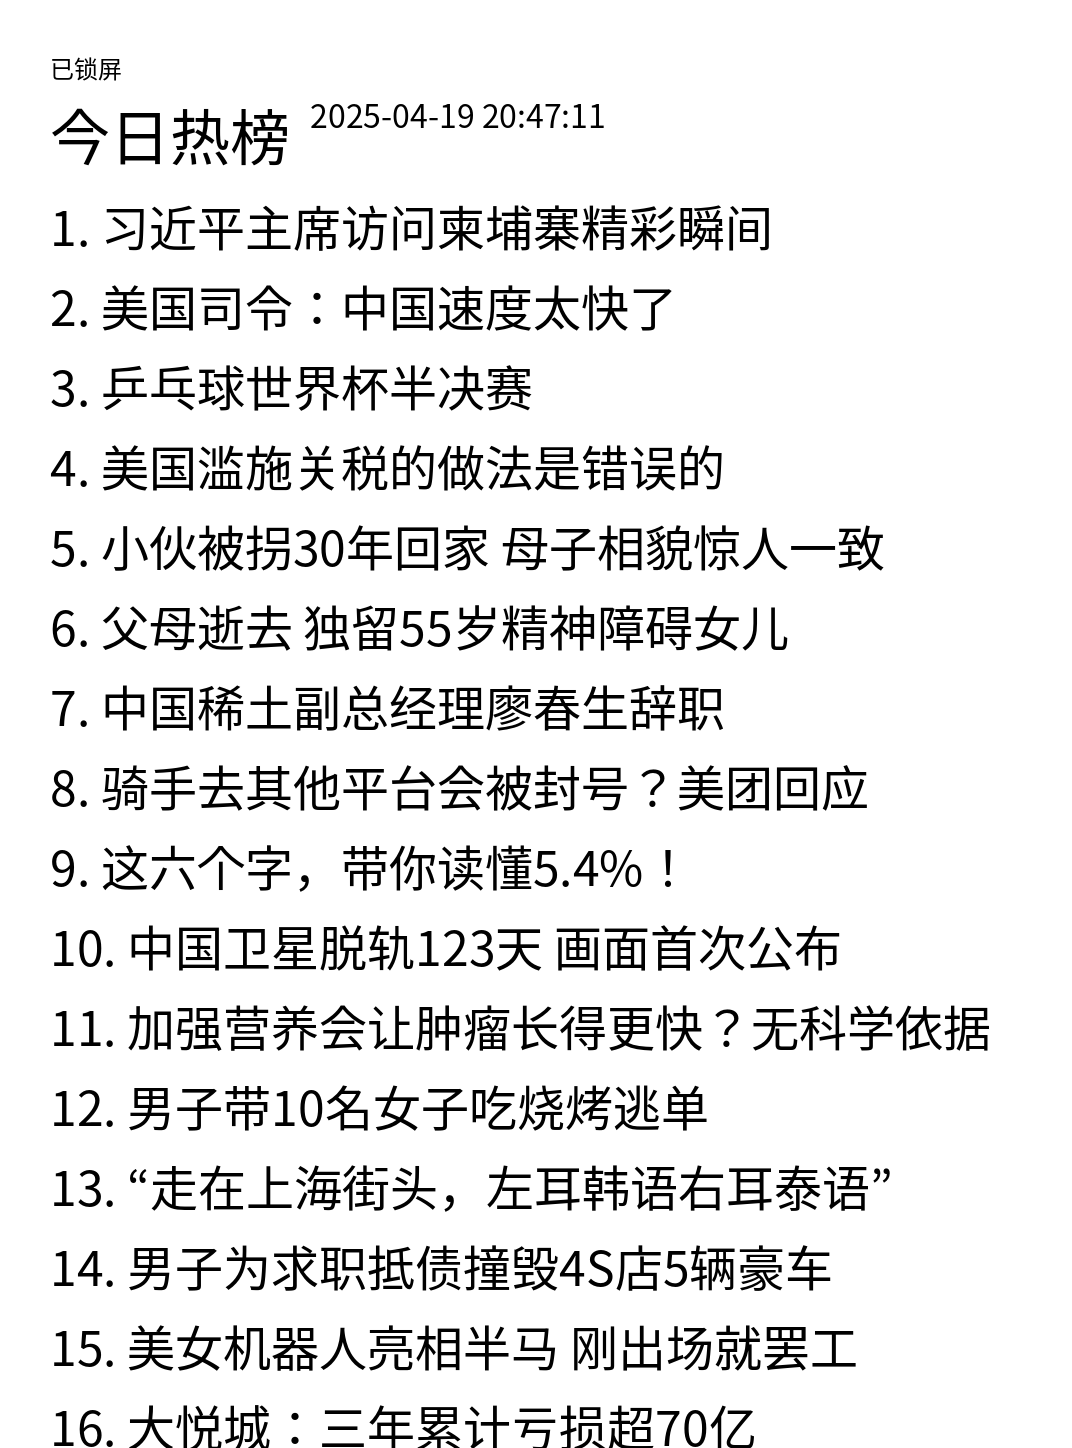 已锁屏
今日热榜 2025-04-19 20:47:11
1. 习近平主席访问柬埔寨精彩瞬间
2. 美国司令：中国速度太快了
3. 乒乓球世界杯半决赛
4. 美国滥施关税的做法是错误的
5. 小伙被拐30年回家 母子相貌惊人一致
6. 父母逝去 独留55岁精神障碍女儿
7. 中国稀土副总经理廖春生辞职
8. 骑手去其他平台会被封号？美团回应
9. 这六个字，带你读懂5.4%！
10. 中国卫星脱轨123天 画面首次公布
11. 加强营养会让肿瘤长得更快？无科学依据
12. 男子带10名女子吃烧烤逃单
13. “走在上海街头，左耳韩语右耳泰语”
14. 男子为求职抵债撞毁4S店5辆豪车
15. 美女机器人亮相半马 刚出场就罢工
16. 大悦城：三年累计亏损超70亿